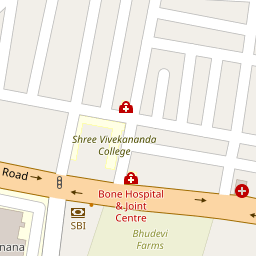 Shree Vivekananda
College
Road
Bone Hospital
& Joint
Centre
SBI
Bhudevi
Farms
nana